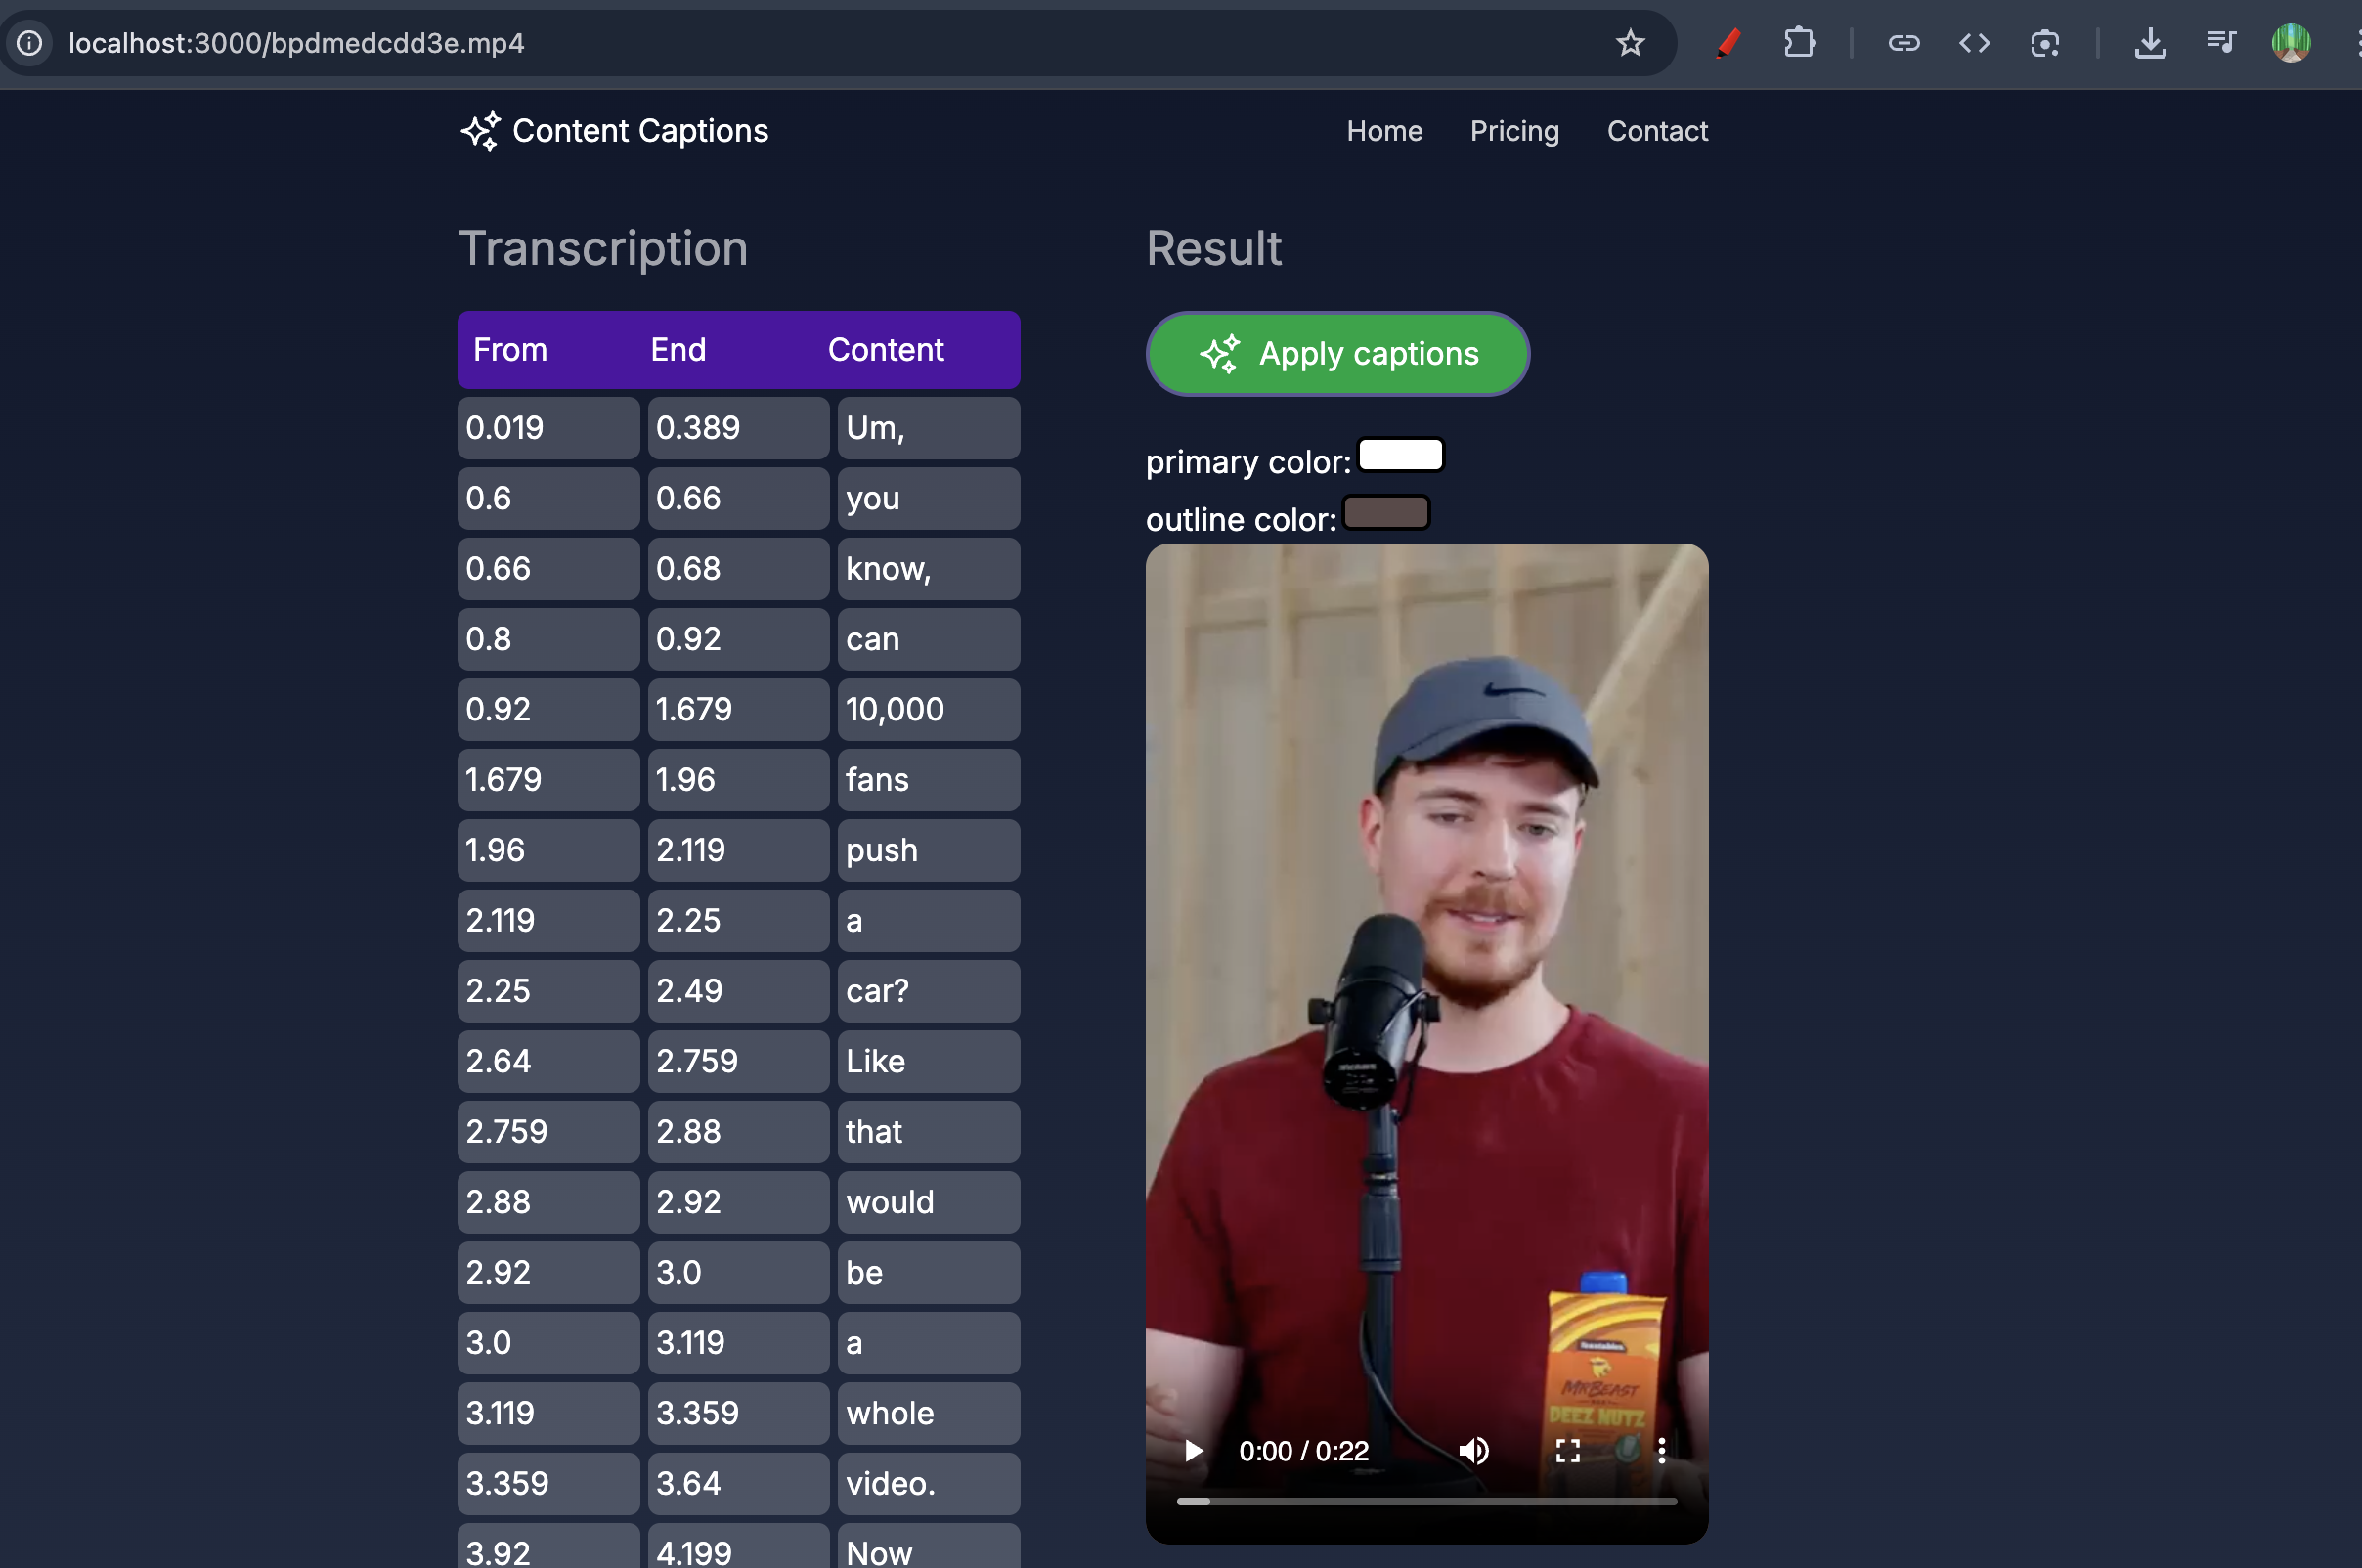 localhost:3000/bpdmedcdd3e.mp4
Content Captions
Home Pricing Contact
Transcription
From End Content
0.019 0.389 Um,
0.6 0.66 you
0.66 0.68 know,
0.8 0.92 can
0.92 1.679 10,000
1.679 1.96 fans
1.96 2.119 push
2.119 2.25 a
2.25 2.49 car?
2.64 2.759 Like
2.759 2.88 that
2.88 2.92 would
2.92 3.0 be
3.0 3.119 a
3.119 3.359 whole
3.359 3.64 video.
3.92 4.199 Now
Result
Apply captions
primary color:
outline color:
feastables
MRBEAST
DEEZ NUTZ
0:00 / 0:22